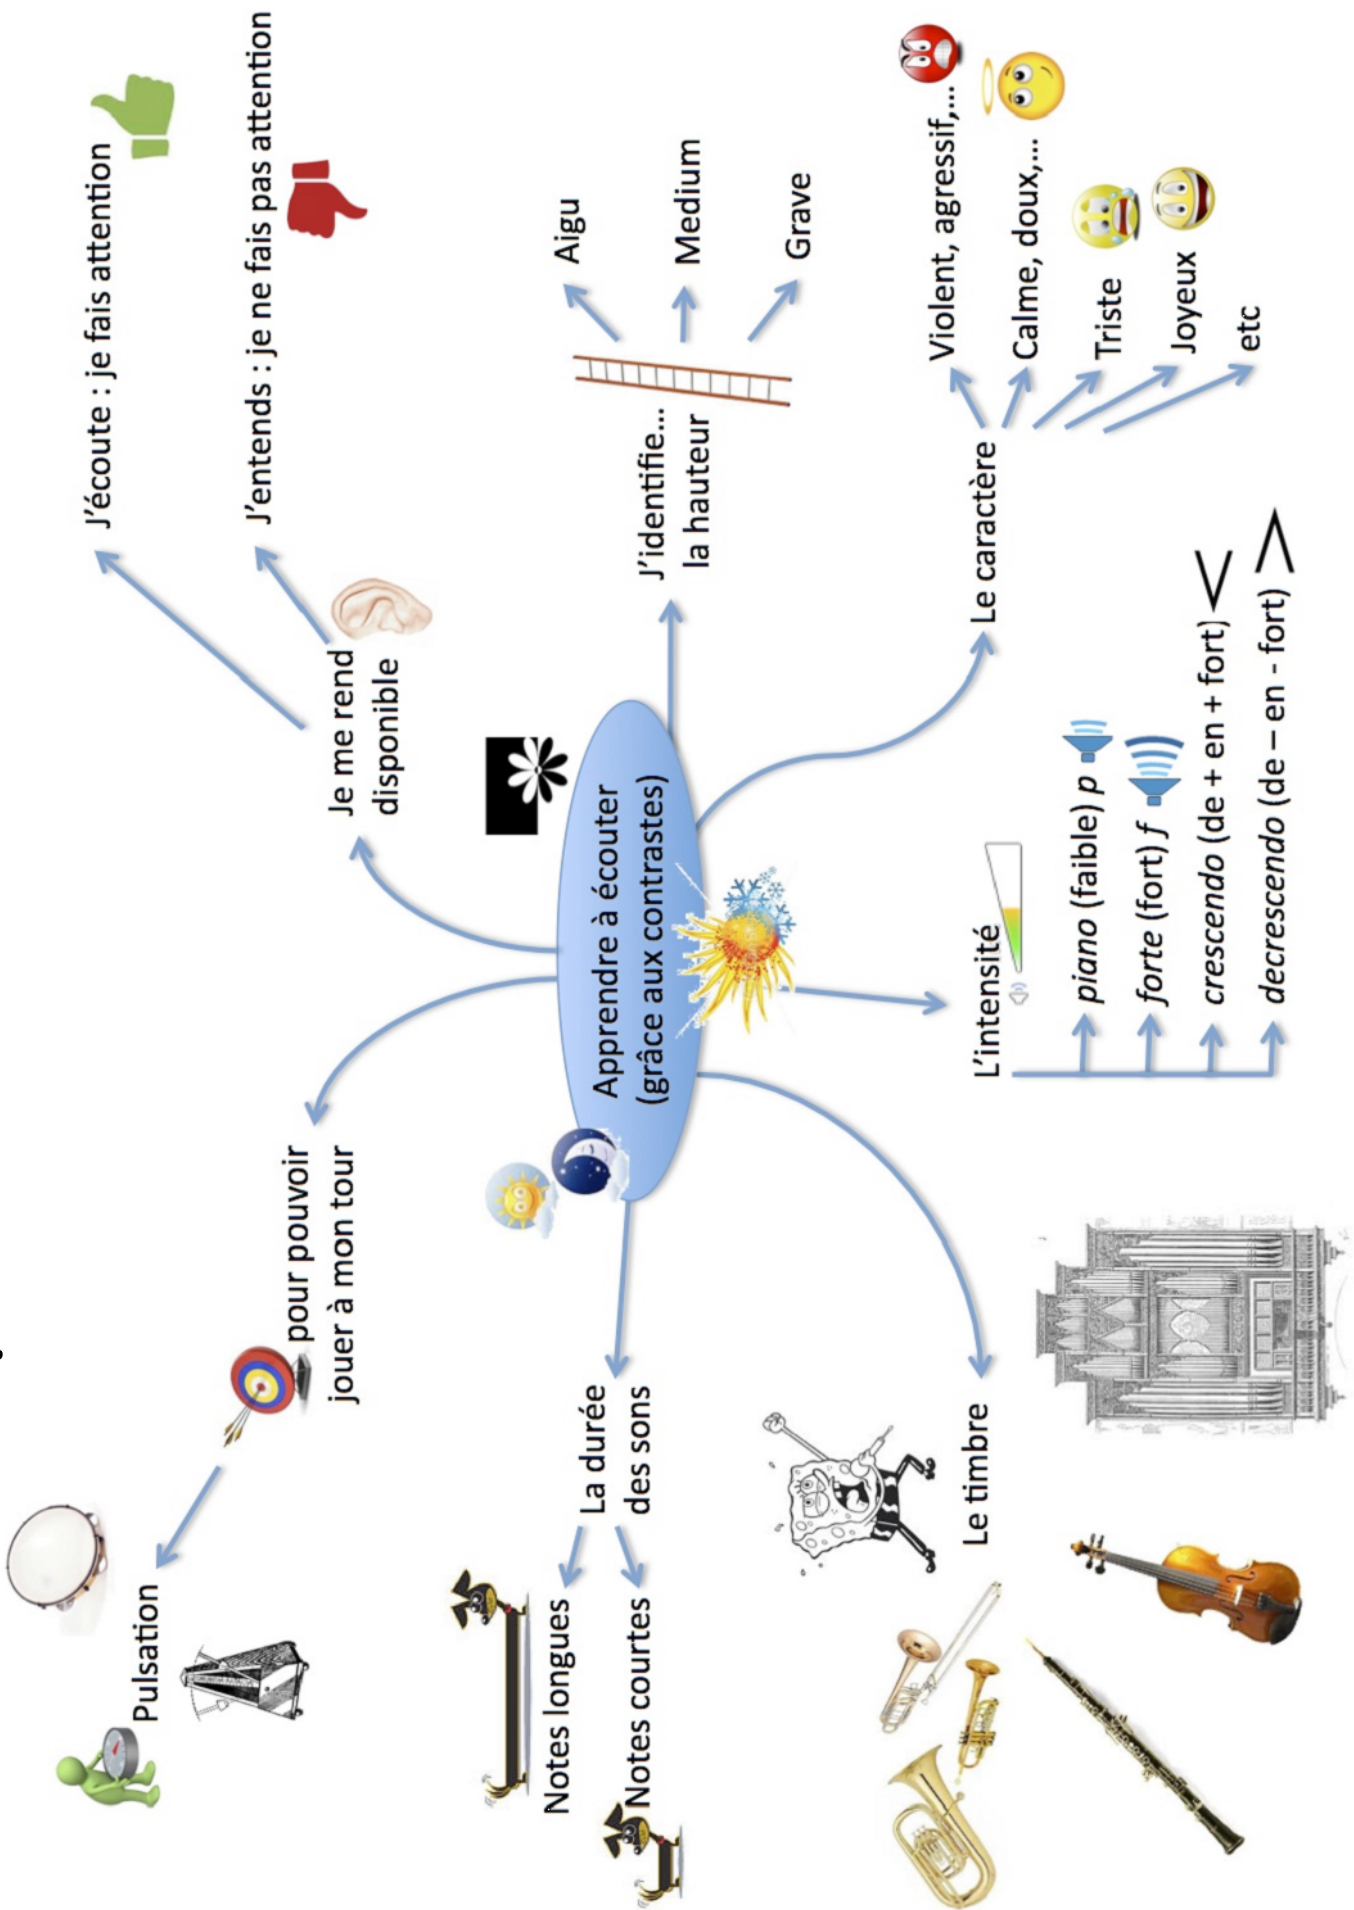 Apprendre à écouter
(grâce aux contrastes)
Je me rend
disponible
J'écoute : je fais attention
J'entends : je ne fais pas attention
J'identifie...
la hauteur
Aigu
Medium
Grave
Le caractère
Violent, agressif,...
Calme, doux,...
Triste
Joyeux
etc
L'intensité
piano (faible) p
forte (fort) f
crescendo (de + en + fort) <
decrescendo (de – en - fort) >
Le timbre
La durée
des sons
Notes longues
Notes courtes
pour pouvoir
jouer à mon tour
Pulsation